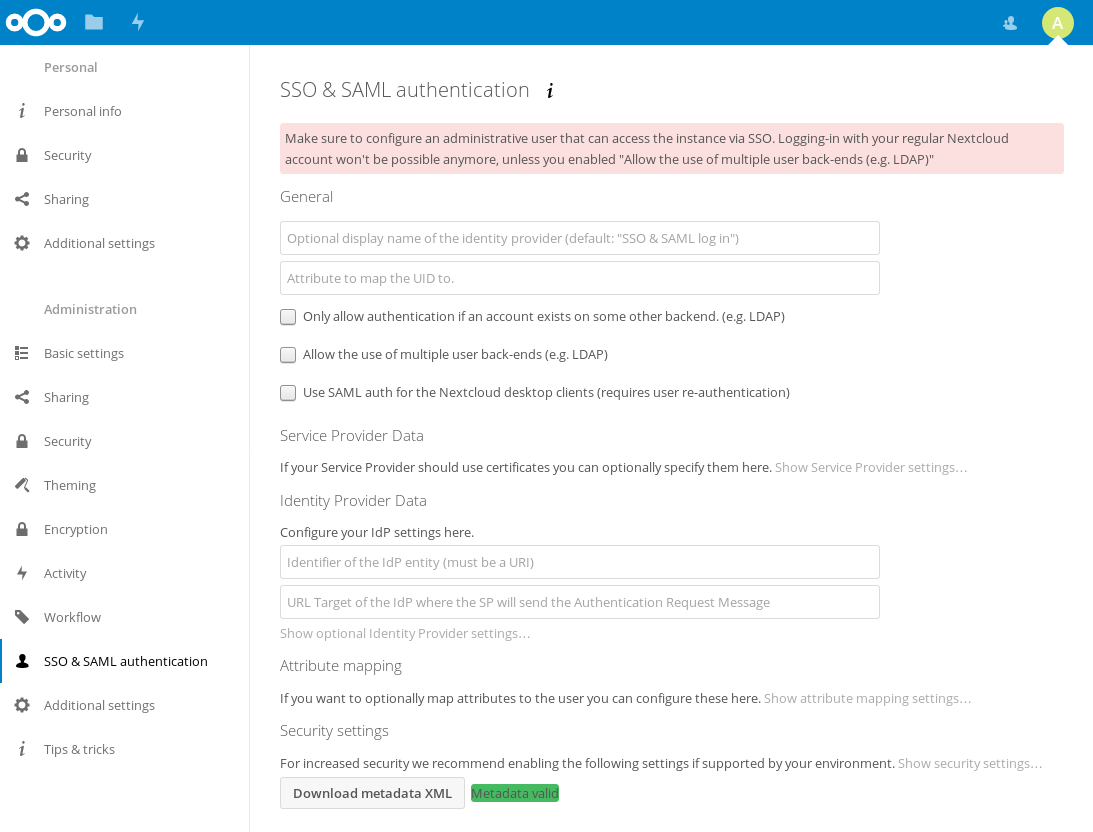 A
Personal
Personal info
Security
Sharing
Additional settings
Administration
Basic settings
Sharing
Security
Theming
Encryption
Activity
Workflow
SSO & SAML authentication
Additional settings
Tips & tricks
SSO & SAML authentication i
Make sure to configure an administrative user that can access the instance via SSO. Logging-in with your regular Nextcloud
account won't be possible anymore, unless you enabled "Allow the use of multiple user back-ends (e.g. LDAP)"
General
Optional display name of the identity provider (default: "SSO & SAML log in")
Attribute to map the UID to.
Only allow authentication if an account exists on some other backend. (e.g. LDAP)
Allow the use of multiple user back-ends (e.g. LDAP)
Use SAML auth for the Nextcloud desktop clients (requires user re-authentication)
Service Provider Data
If your Service Provider should use certificates you can optionally specify them here. Show Service Provider settings…
Identity Provider Data
Configure your IdP settings here.
Identifier of the IdP entity (must be a URI)
URL Target of the IdP where the SP will send the Authentication Request Message
Show optional Identity Provider settings…
Attribute mapping
If you want to optionally map attributes to the user you can configure these here. Show attribute mapping settings…
Security settings
For increased security we recommend enabling the following settings if supported by your environment. Show security settings…
Download metadata XML Metadata valid